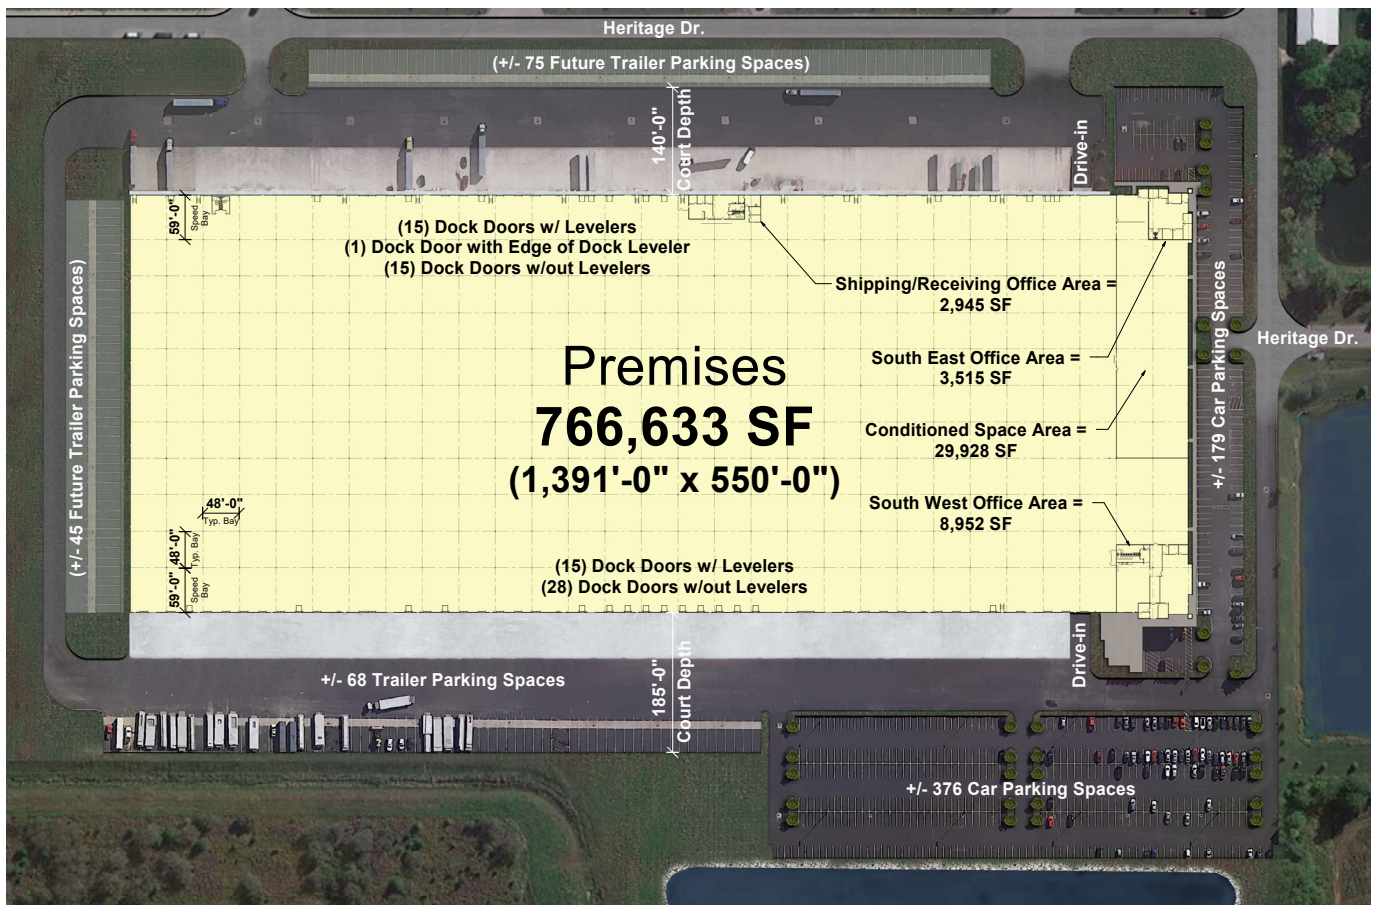 Heritage Dr.
(+/- 75 Future Trailer Parking Spaces)
140'-0"
Court Depth
Drive-in
59'-0"
Speed
Bay
(15) Dock Doors w/ Levelers
(1) Dock Door with Edge of Dock Leveler
(15) Dock Doors w/out Levelers
Shipping/Receiving Office Area =
2,945 SF
South East Office Area =
3,515 SF
Conditioned Space Area =
29,928 SF
South West Office Area =
8,952 SF
Premises
766,633 SF
(1,391'-0" x 550'-0")
(+/- 45 Future Trailer Parking Spaces)
+/- 179 Car Parking Spaces
Heritage Dr.
48'-0"
Typ. Bay
48'-0"
Typ. Bay
59'-0"
Speed
Bay
(15) Dock Doors w/ Levelers
(28) Dock Doors w/out Levelers
+/- 68 Trailer Parking Spaces
185'-0"
Court Depth
Drive-in
+/- 376 Car Parking Spaces